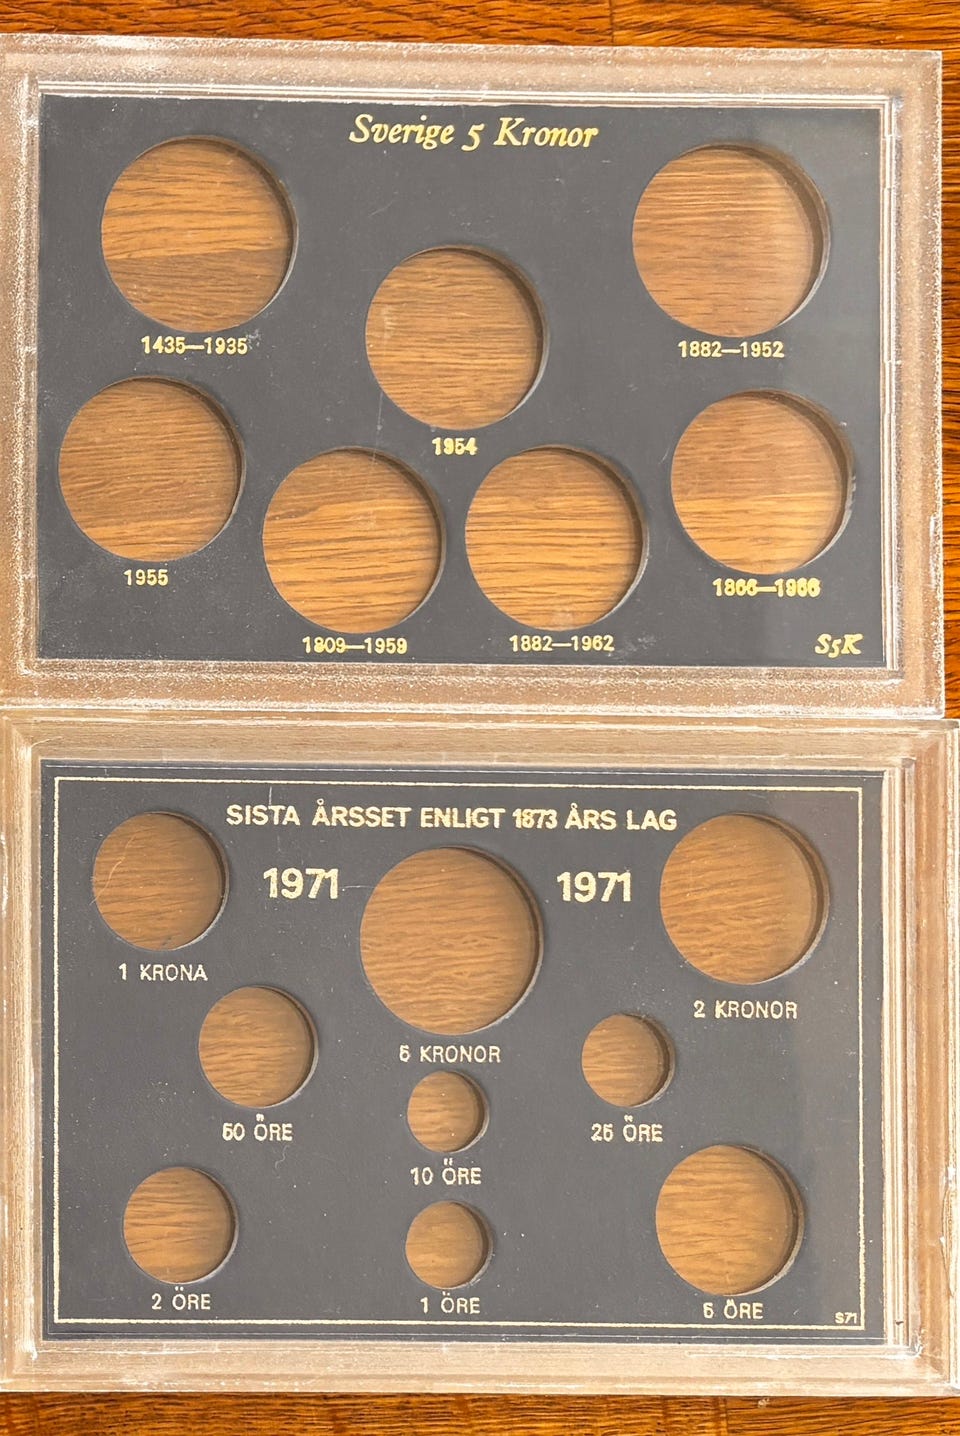 Sverige 5 Kronor
1435—1935
1882—1952
1954
1955
1866—1966
1809—1959
1882—1962
S5K
SISTA ÅRSSET ENLIGT 1873 ÅRS LAG
1971
1971
1 KRONA
2 KRONOR
5 KRONOR
50 ÖRE
25 ÖRE
10 ÖRE
2 ÖRE
1 ÖRE
5 ÖRE
S71